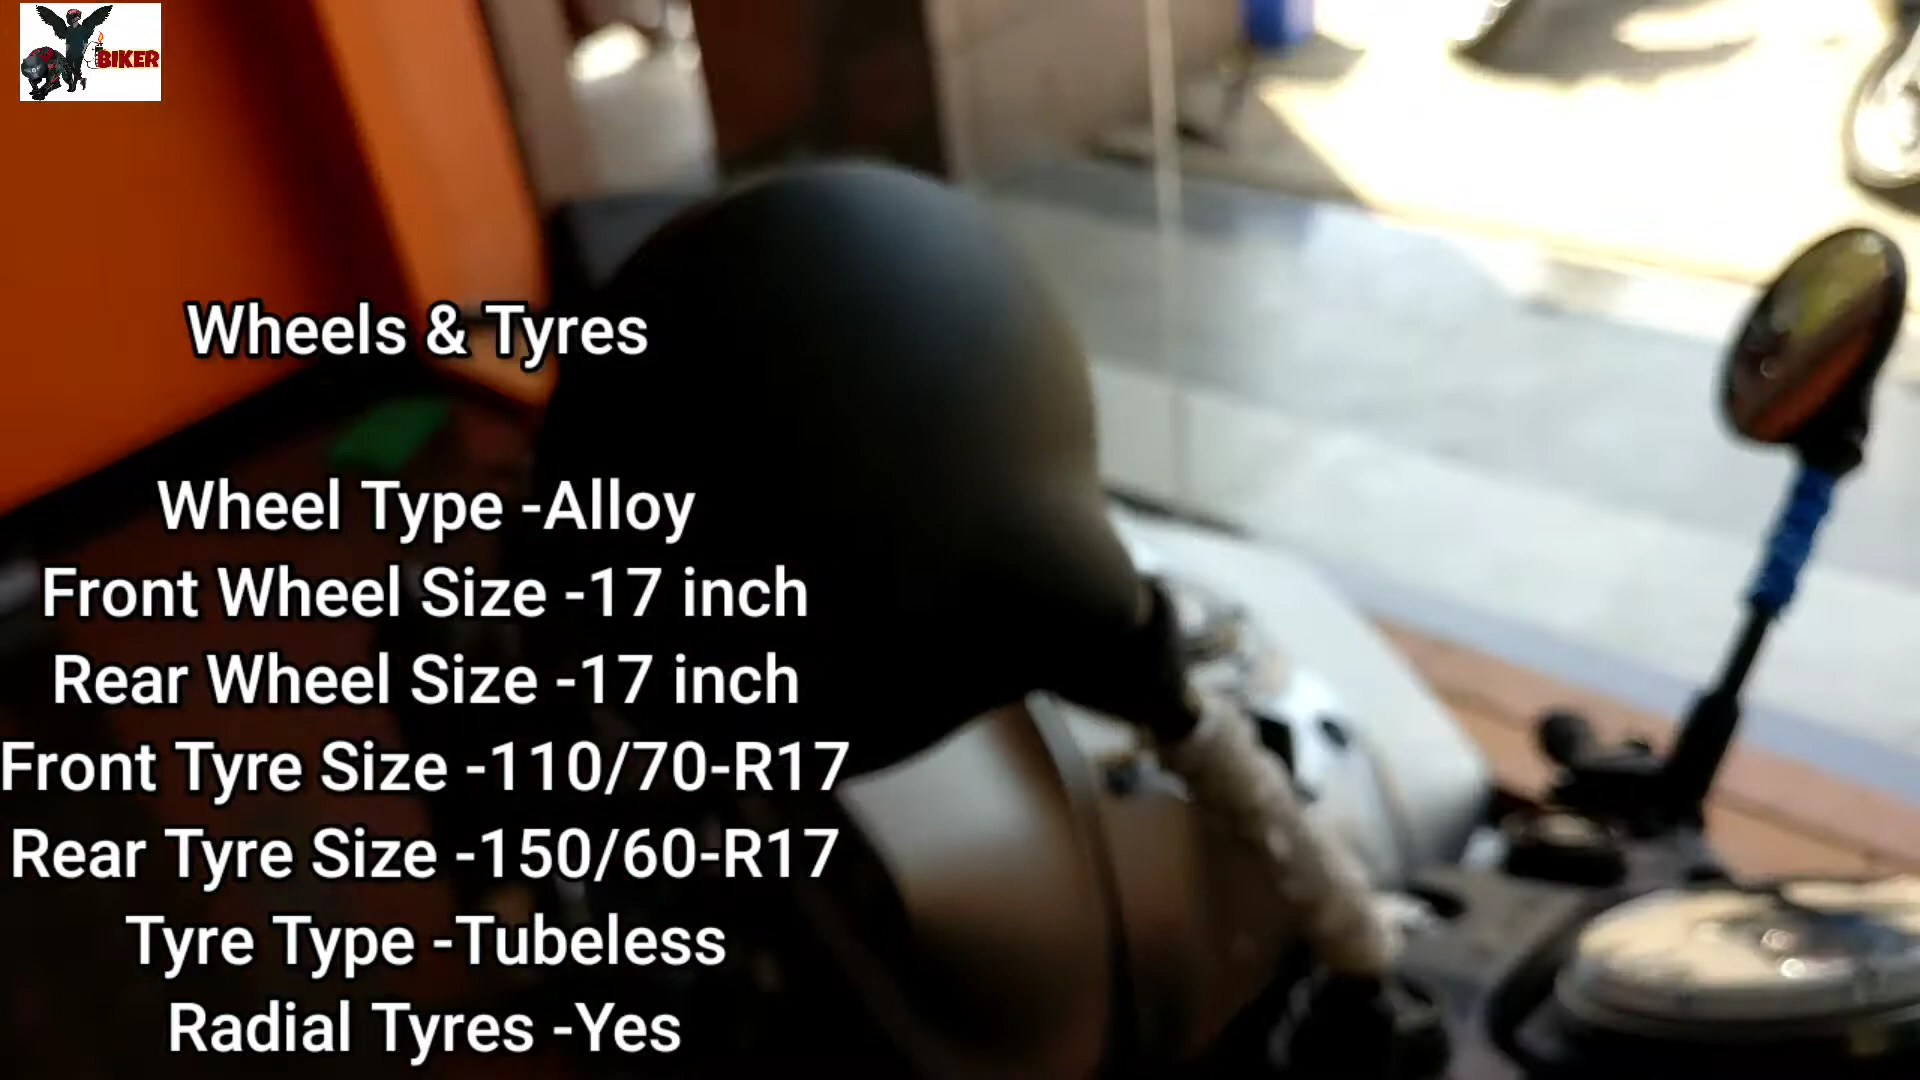 BIKER
Wheels & Tyres
Wheel Type -Alloy
Front Wheel Size -17 inch
Rear Wheel Size -17 inch
Front Tyre Size -110/70-R17
Rear Tyre Size -150/60-R17
Tyre Type -Tubeless
Radial Tyres -Yes